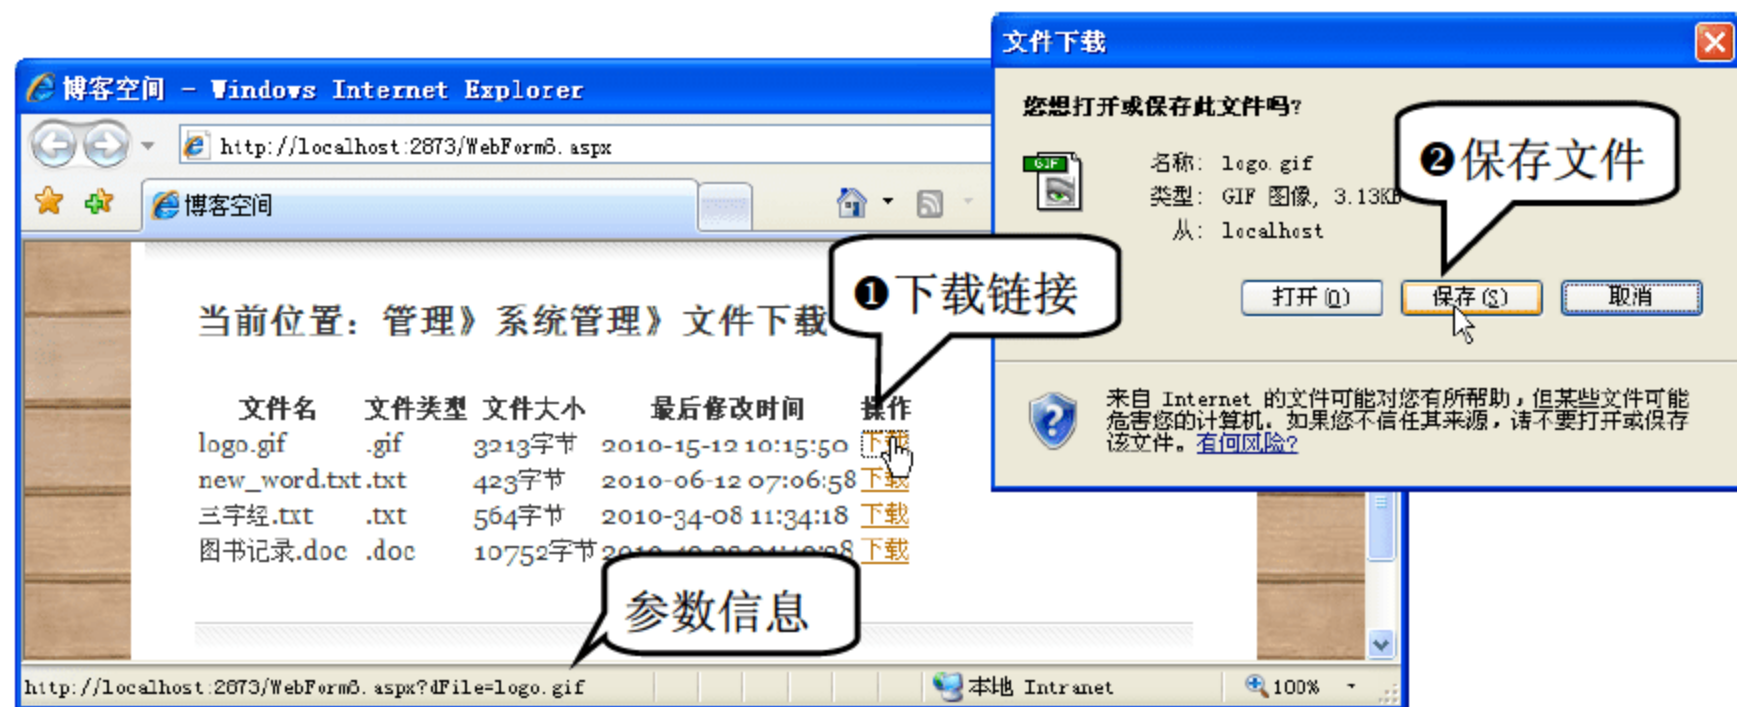 文件下载
博客空间 - Windows Internet Explorer
您想打开或保存此文件吗?
http://localhost:2873/WebForm8.aspx
名称: logo.gif
❷保存文件
GIF
类型: GIF 图像, 3.13KB
博客空间
从: localhost
❶下载链接
打开(O) 保存(S) 取消
当前位置: 管理》系统管理》文件下载
来自 Internet 的文件可能对您有所帮助,但某些文件可能
危害您的计算机。如果您不信任其来源,请不要打开或保存
该文件。有何风险?
文件名 文件类型 文件大小 最后修改时间 操作
logo.gif .gif 3213字节 2010-15-12 10:15:50 下载
new_word.txt .txt 423字节 2010-06-12 07:06:58 下载
三字经.txt .txt 564字节 2010-34-08 11:34:18 下载
图书记录.doc .doc 10752字节 下载
参数信息
http://localhost:2873/WebForm8.aspx?dFile=logo.gif 本地 Intranet 100%